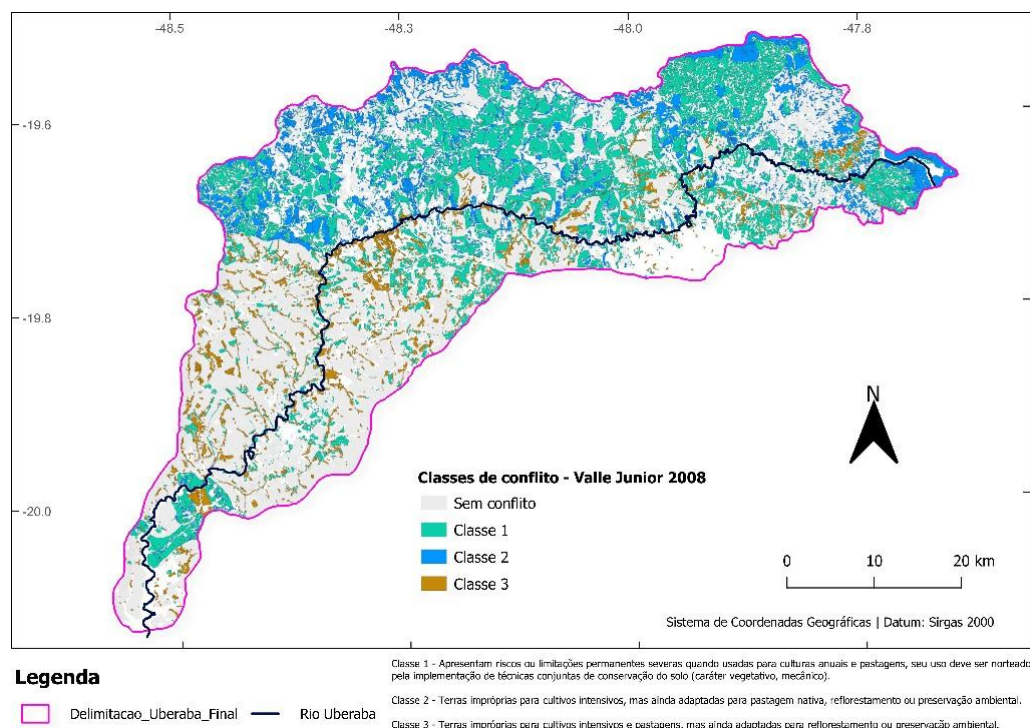 -48.5 -48.3 -48.0 -47.8
-19.6
-19.8
-20.0
N
Classes de conflito - Valle Junior 2008
Sem conflito
Classe 1
Classe 2
Classe 3
0 10 20 km
Sistema de Coordenadas Geográficas | Datum: Sirgas 2000
Legenda
Delimitacao_Uberaba_Final Rio Uberaba
Classe 1 - Apresentam riscos ou limitações permanentes severas quando usadas para culturas anuais e pastagens, seu uso deve ser norteado
pela implementação de técnicas conjuntas de conservação do solo (caráter vegetativo, mecânico).
Classe 2 - Terras impróprias para cultivos intensivos, mas ainda adaptadas para pastagem nativa, reflorestamento ou preservação ambiental.
Classe 3 - Terras impróprias para cultivos intensivos e pastagens, mas ainda adaptadas para reflorestamento ou preservação ambiental.